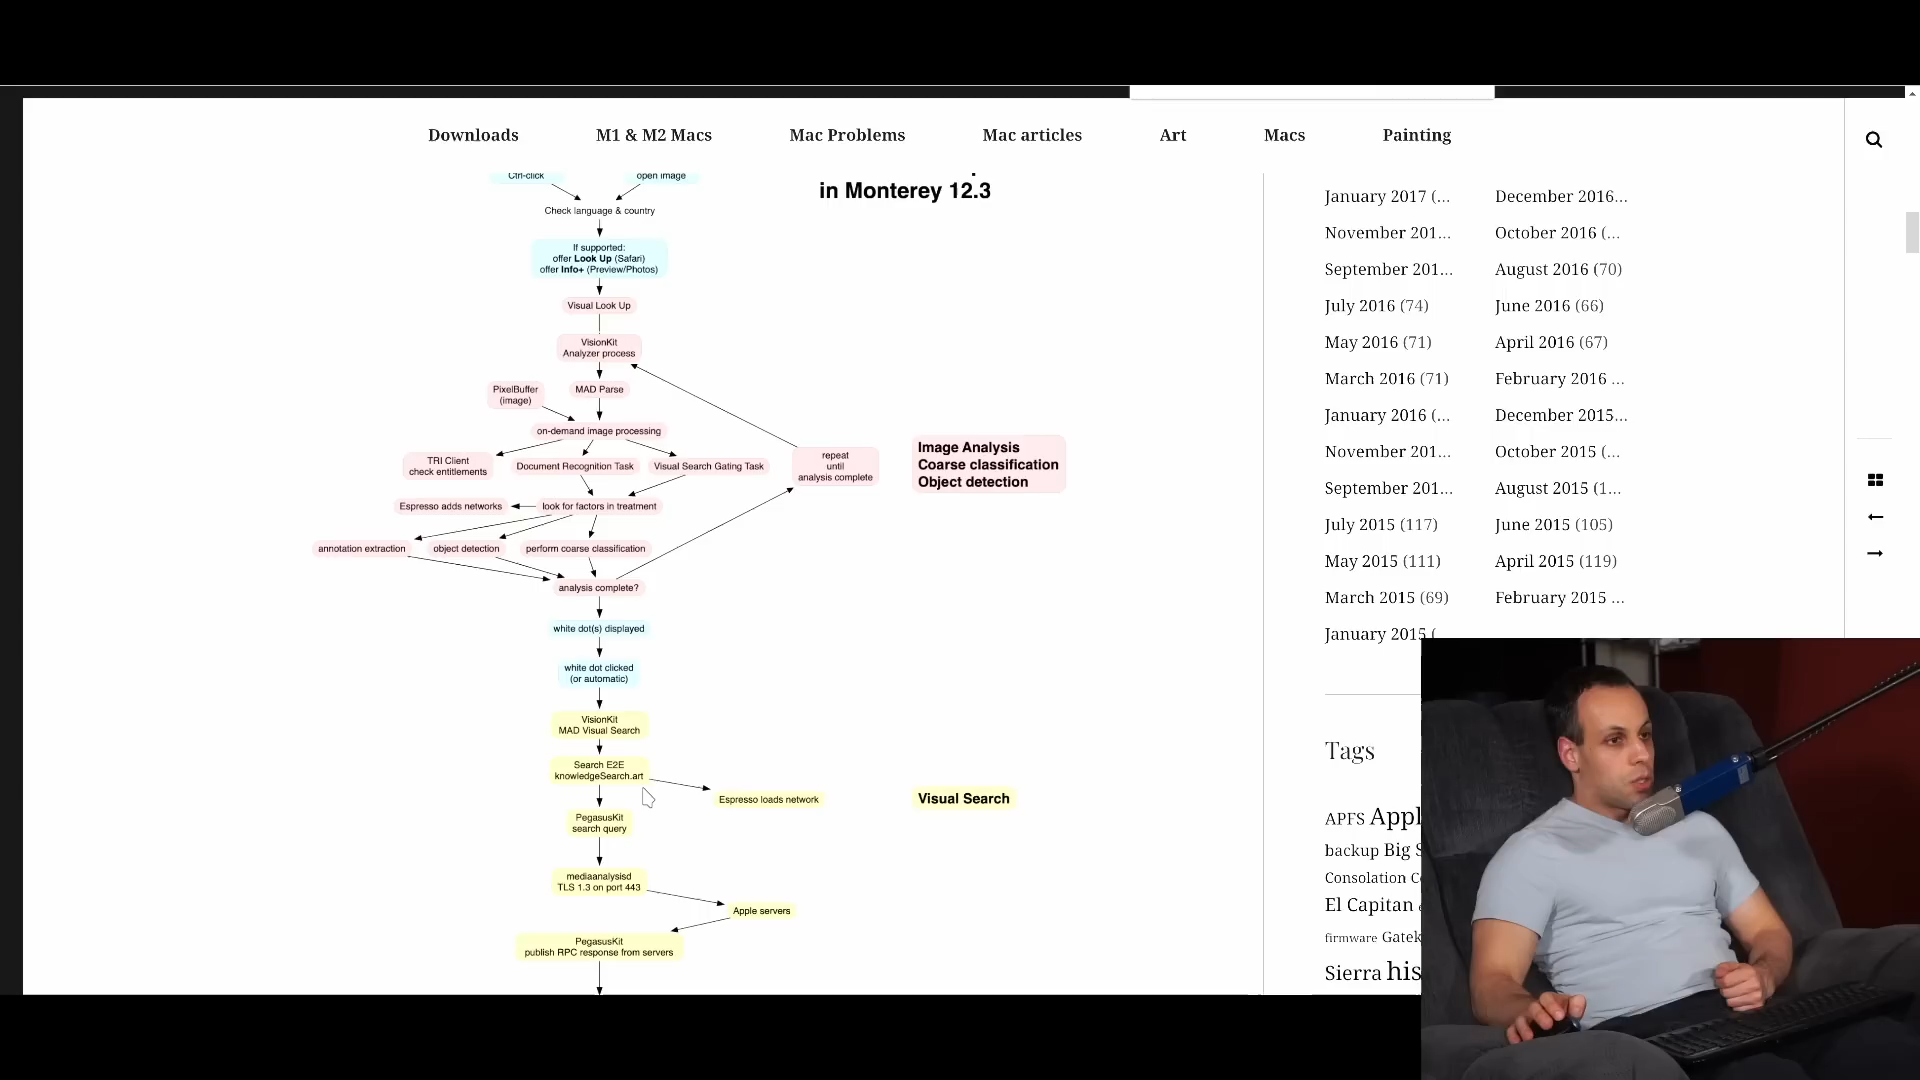 Downloads
M1 & M2 Macs
Mac Problems
Mac articles
Art
Macs
Painting
Ctrl-click
open image
in Monterey 12.3
Check language & country
If supported:
offer Look Up (Safari)
offer Info+ (Preview/Photos)
Visual Look Up
VisionKit
Analyzer process
PixelBuffer
(image)
MAD Parse
on-demand image processing
TRI Client
check entitlements
Document Recognition Task
Visual Search Gating Task
repeat
until
analysis complete
Image Analysis
Coarse classification
Object detection
Espresso adds networks
look for factors in treatment
annotation extraction
object detection
perform coarse classification
analysis complete?
white dot(s) displayed
white dot clicked
(or automatic)
VisionKit
MAD Visual Search
Search E2E
knowledgeSearch.art
Espresso loads network
Visual Search
PegasusKit
search query
mediaanalysisd
TLS 1.3 on port 443
Apple servers
PegasusKit
publish RPC response from servers
January 2017 (...
December 2016...
November 201...
October 2016 (...
September 201...
August 2016 (70)
July 2016 (74)
June 2016 (66)
May 2016 (71)
April 2016 (67)
March 2016 (71)
February 2016 ...
January 2016 (...
December 2015...
November 201...
October 2015 (...
September 201...
August 2015 (1...
July 2015 (117)
June 2015 (105)
May 2015 (111)
April 2015 (119)
March 2015 (69)
February 2015 ...
January 2015 (
Tags
APFS Appl
backup Big S
Consolation C
El Capitan
firmware Gatek
Sierra his